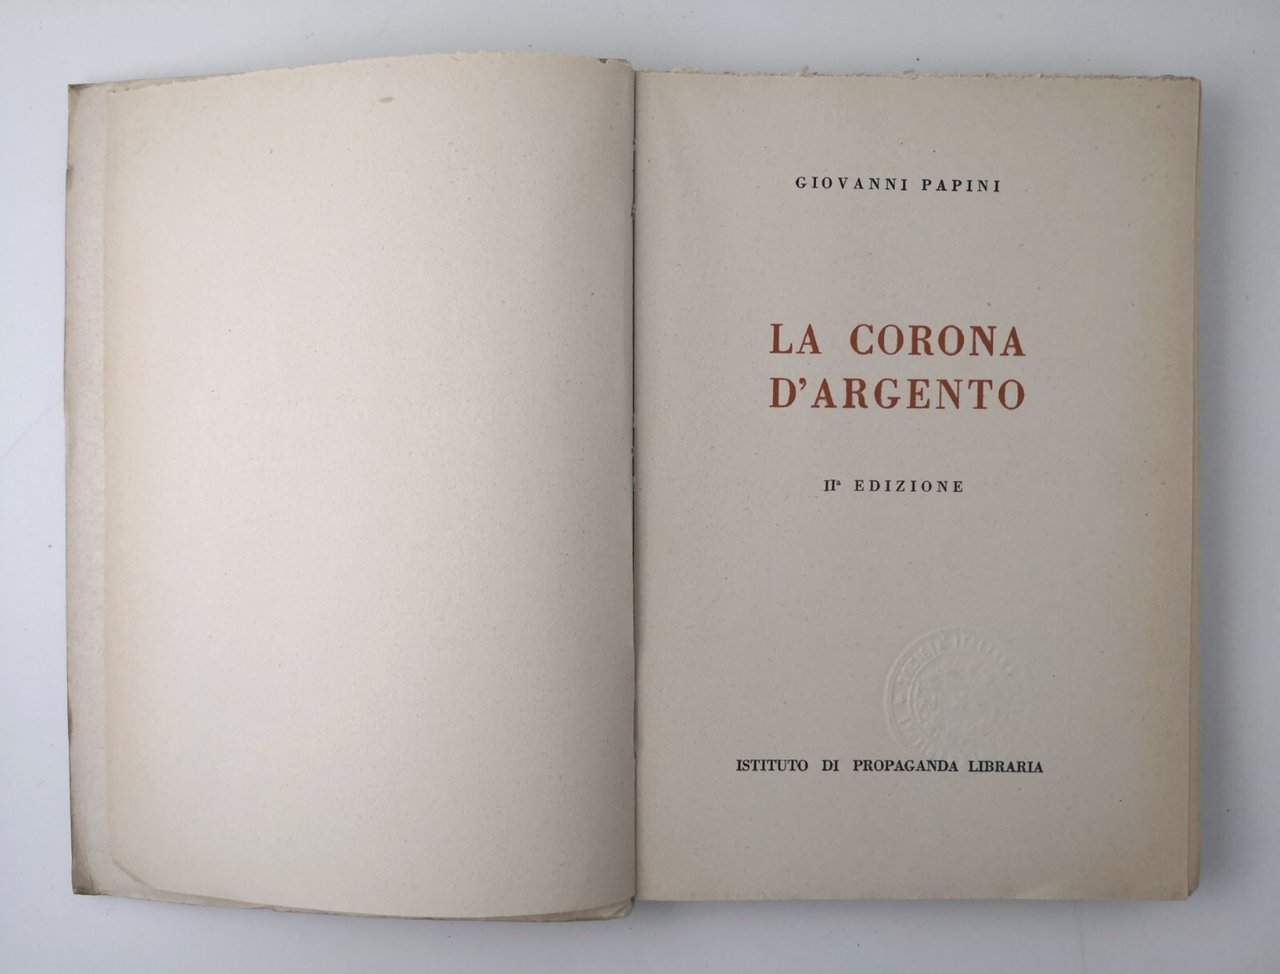 GIOVANNI PAPINI
LA CORONA
D'ARGENTO
IIª EDIZIONE
ISTITUTO DI PROPAGANDA LIBRARIA